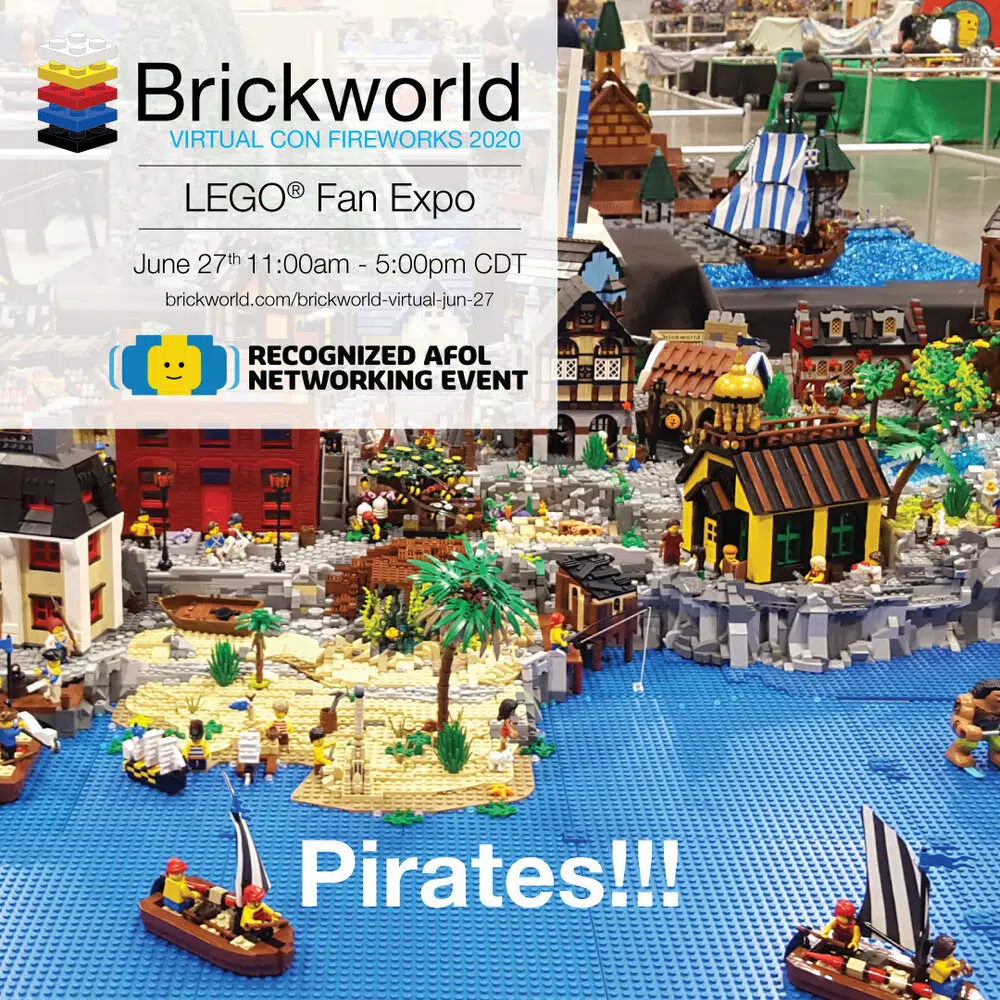 Brickworld
VIRTUAL CON FIREWORKS 2020
LEGO® Fan Expo
June 27th 11:00am - 5:00pm CDT
brickworld.com/brickworld-virtual-jun-27
RECOGNIZED AFOL
NETWORKING EVENT
Brickworld
Pirates!!!